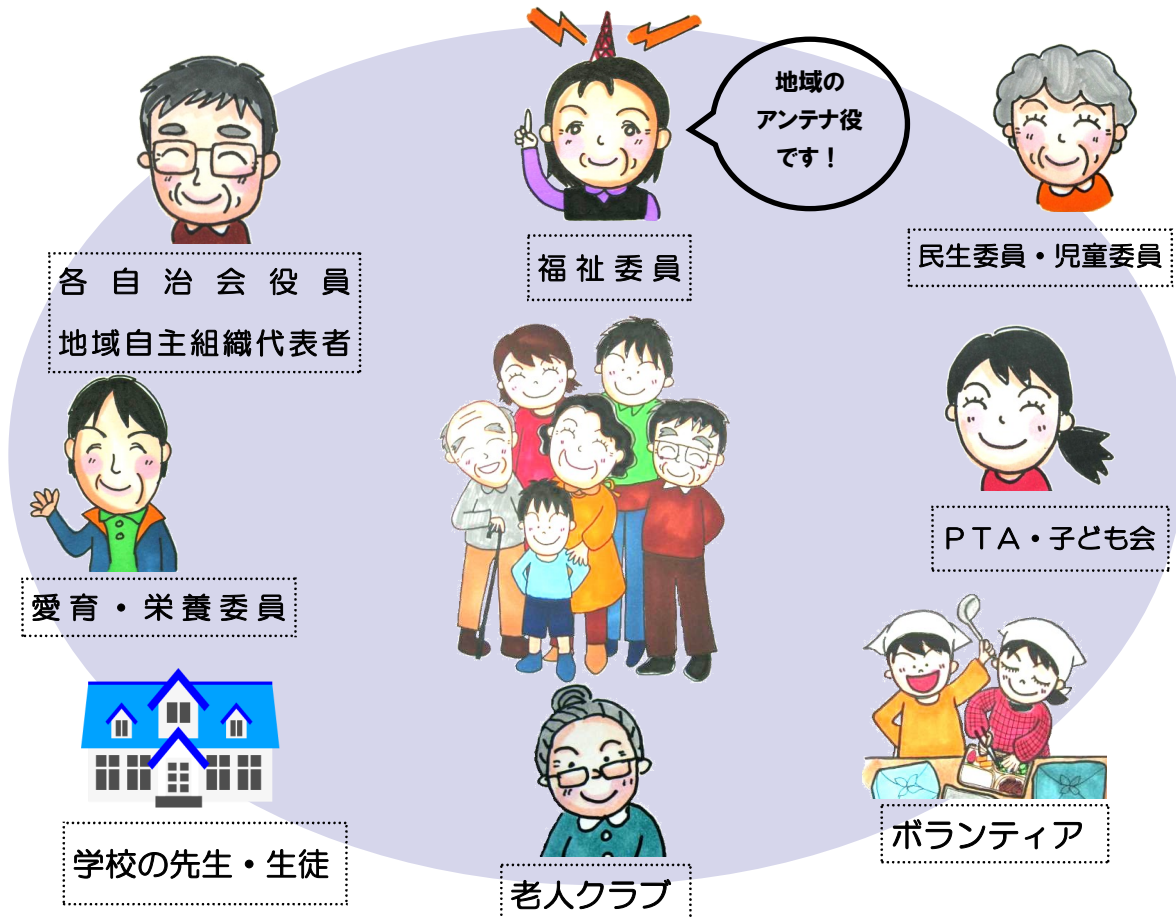 地域の
アンテナ役
です！
各自治会役員
地域自主組織代表者
福祉委員
民生委員・児童委員
愛育・栄養委員
ＰＴＡ・子ども会
学校の先生・生徒
老人クラブ
ボランティア